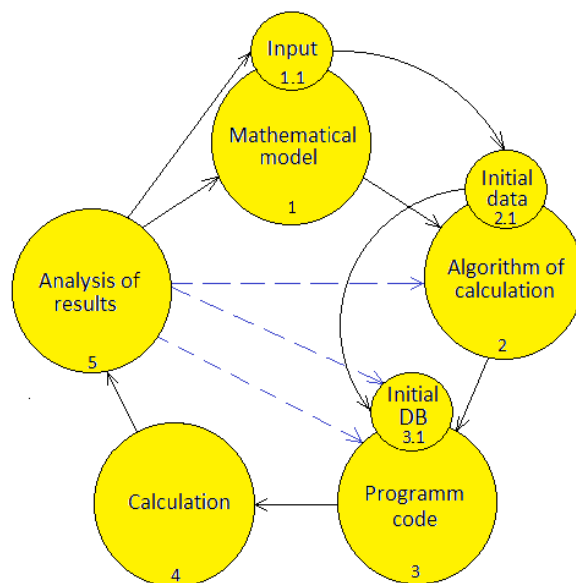 Input
1.1
Mathematical
model
1
Initial
data
2.1
Algorithm of
calculation
2
Analysis of
results
5
Initial
DB
3.1
Programm
code
3
Calculation
4